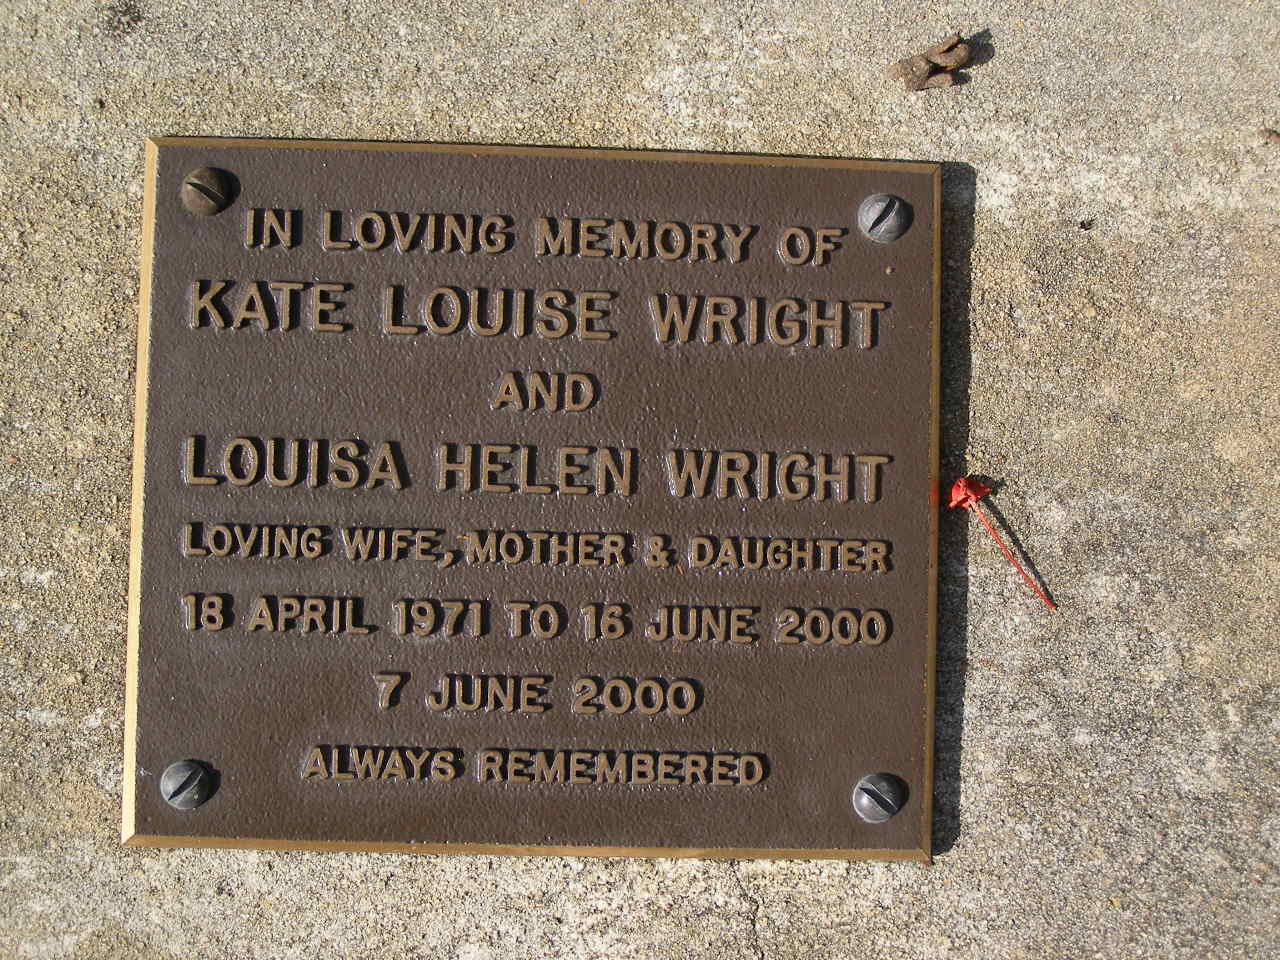 IN LOVING MEMORY OF
KATE LOUISE WRIGHT
AND
LOUISA HELEN WRIGHT
LOVING WIFE, MOTHER & DAUGHTER
18 APRIL 1971 TO 16 JUNE 2000
7 JUNE 2000
ALWAYS REMEMBERED